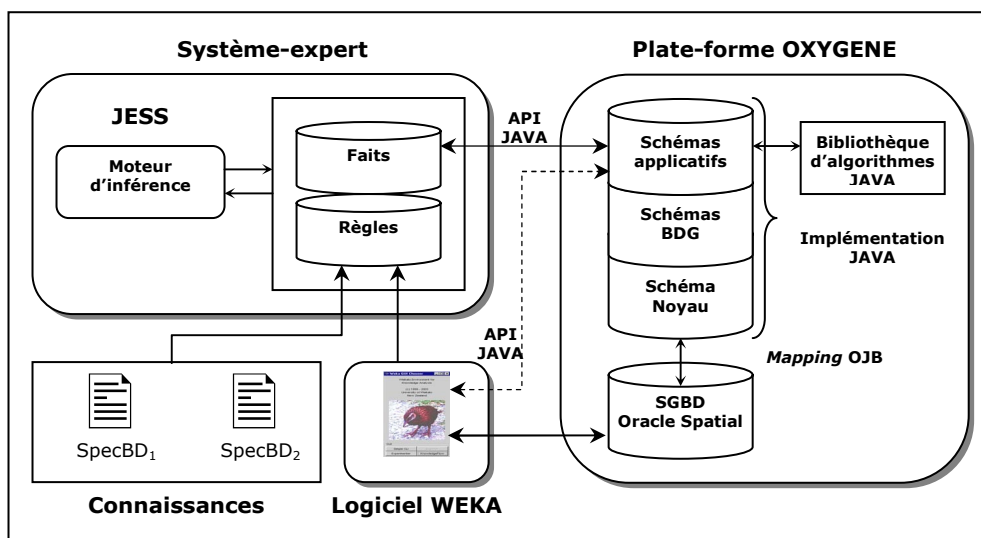 Système-expert
Plate-forme OXYGENE
JESS
Moteur
d'inférence
Faits
Règles
API
JAVA
Schémas
applicatifs
Schémas
BDG
Schéma
Noyau
Bibliothèque
d'algorithmes
JAVA
Implémentation
JAVA
API
JAVA
Mapping OJB
SGBD
Oracle Spatial
SpecBD₁
SpecBD₂
Connaissances
Logiciel WEKA